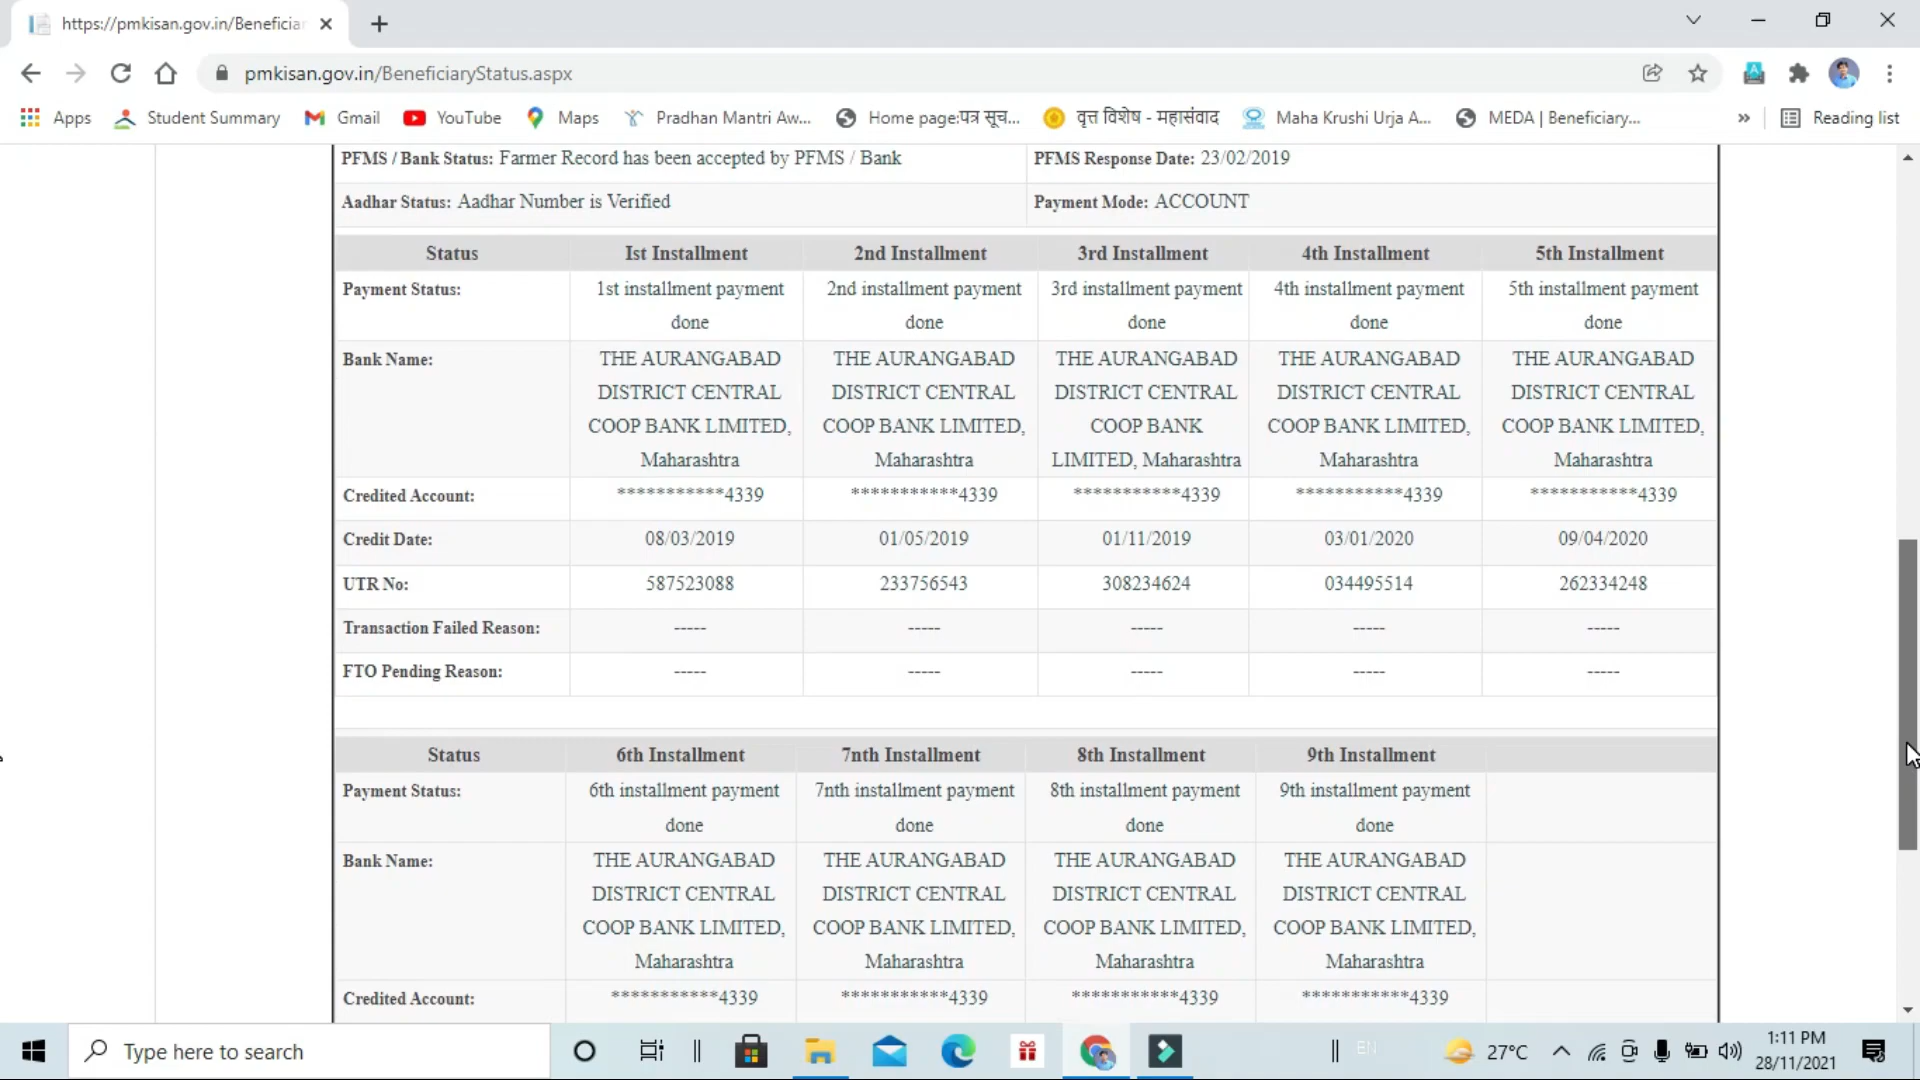 https://pmkisan.gov.in/Beneficiar
pmkisan.gov.in/BeneficiaryStatus.aspx
Apps Student Summary Gmail YouTube Maps Pradhan Mantri Aw... Home page:पत्र सूच... वृत्त विशेष - महासंवाद Maha Krushi Urja A... MEDA | Beneficiary... » Reading list
PFMS / Bank Status: Farmer Record has been accepted by PFMS / Bank PFMS Response Date: 23/02/2019
Aadhar Status: Aadhar Number is Verified Payment Mode: ACCOUNT
Status Ist Installment 2nd Installment 3rd Installment 4th Installment 5th Installment
Payment Status: 1st installment payment 2nd installment payment 3rd installment payment 4th installment payment 5th installment payment
done done done done done
Bank Name: THE AURANGABAD THE AURANGABAD THE AURANGABAD THE AURANGABAD THE AURANGABAD
DISTRICT CENTRAL DISTRICT CENTRAL DISTRICT CENTRAL DISTRICT CENTRAL DISTRICT CENTRAL
COOP BANK LIMITED, COOP BANK LIMITED, COOP BANK COOP BANK LIMITED, COOP BANK LIMITED,
Maharashtra Maharashtra LIMITED, Maharashtra Maharashtra Maharashtra
Credited Account: ***********4339 ***********4339 ***********4339 ***********4339 ***********4339
Credit Date: 08/03/2019 01/05/2019 01/11/2019 03/01/2020 09/04/2020
UTR No: 587523088 233756543 308234624 034495514 262334248
Transaction Failed Reason: ----- ----- ----- ----- -----
FTO Pending Reason: ----- ----- ----- ----- -----
Status 6th Installment 7nth Installment 8th Installment 9th Installment
Payment Status: 6th installment payment 7nth installment payment 8th installment payment 9th installment payment
done done done done
Bank Name: THE AURANGABAD THE AURANGABAD THE AURANGABAD THE AURANGABAD
DISTRICT CENTRAL DISTRICT CENTRAL DISTRICT CENTRAL DISTRICT CENTRAL
COOP BANK LIMITED, COOP BANK LIMITED, COOP BANK LIMITED, COOP BANK LIMITED,
Maharashtra Maharashtra Maharashtra Maharashtra
Credited Account: ***********4339 ***********4339 ***********4339 ***********4339
Type here to search EN 27°C 1:11 PM
28/11/2021